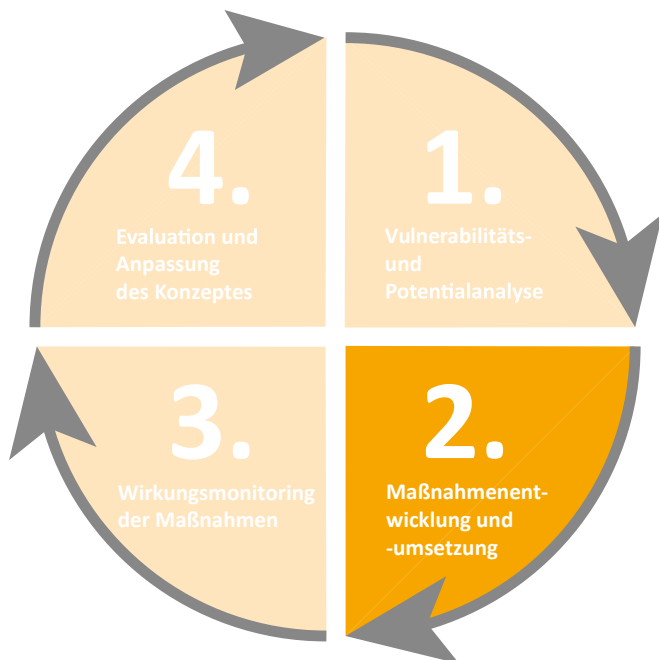 1.
Vulnerabilitäts-
und
Potentialanalyse
2.
Maßnahmenent-
wicklung und
-umsetzung
3.
Wirkungsmonitoring
der Maßnahmen
4.
Evaluation und
Anpassung
des Konzeptes